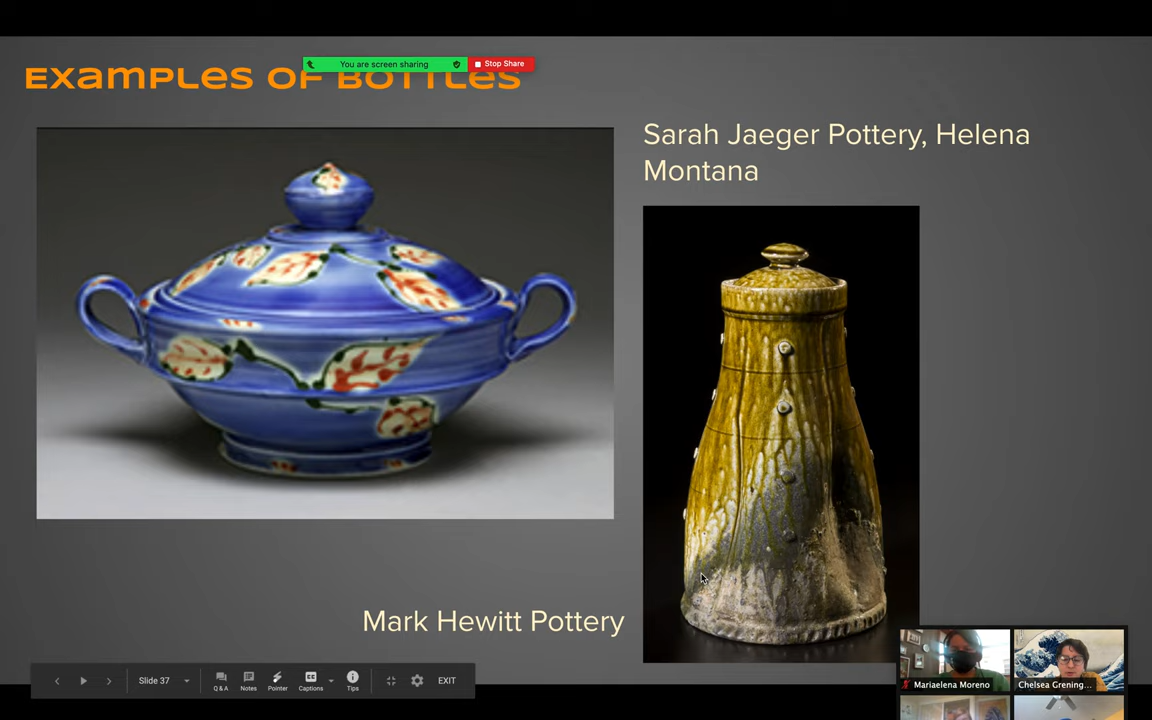 You are screen sharing
Stop Share
EXAMPLES OF BOTTLES
Sarah Jaeger Pottery, Helena
Montana
Mark Hewitt Pottery
Slide 37
Q & A
Notes
Pointer
Captions
Tips
EXIT
Mariaelena Moreno
Chelsea Grening...